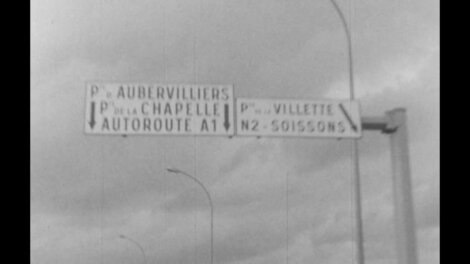 Pte D'AUBERVILLIERS
Pte DE LA CHAPELLE
AUTOROUTE A1
Pte DE LA VILLETTE
N2 - SOISSONS